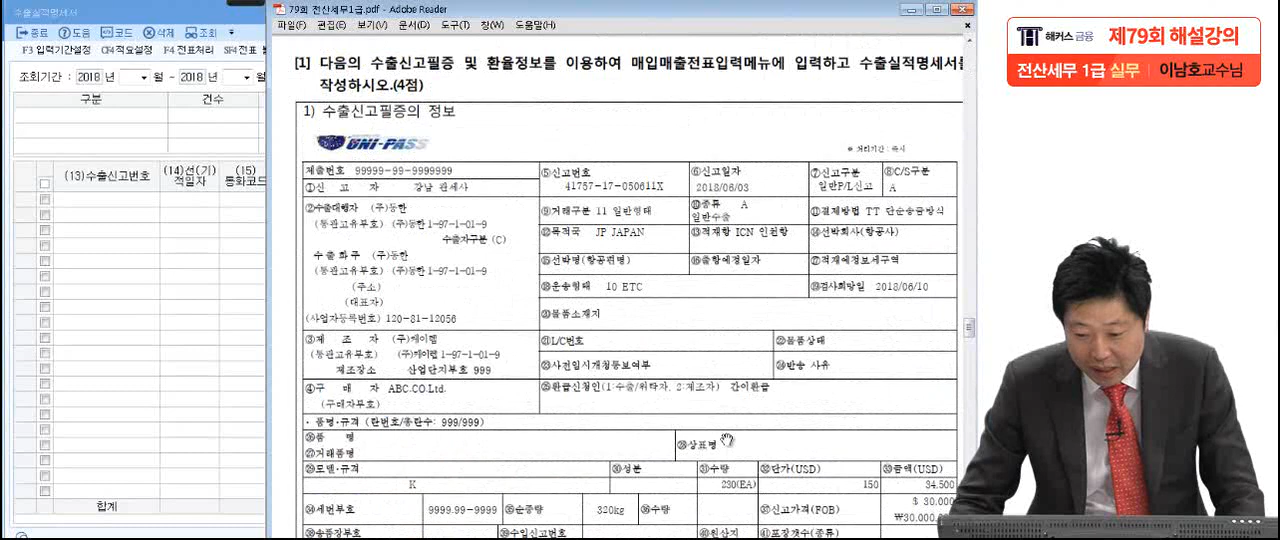 수출실적명세서
종료 도움 코드 삭제 조회
F3 입력기간설정 CF4적요설정 F4 전표처리 SF4전표
조회기간 : 2018 년 월 ~ 2018 년
구분 건수
(13)수출신고번호 (14)선(기)적일자 (15)통화코드
합계
79회 전산세무1급.pdf - Adobe Reader
파일(F) 편집(E) 보기(V) 문서(D) 도구(T) 창(W) 도움말(H)
[1] 다음의 수출신고필증 및 환율정보를 이용하여 매입매출전표입력메뉴에 입력하고 수출실적명세서를
작성하시오.(4점)
1) 수출신고필증의 정보
UNI-PASS
※ 처리기간 : 즉시
제출번호 99999-99-9999999
①신 고 자 강남 관세사
⑤신고번호
41757-17-050611X
⑥신고일자
2018/06/03
⑦신고구분
일반P/L신고
⑧C/S구분
A
②수출대행자 (주)동한
(통관고유부호) (주)동한 1-97-1-01-9
수출자구분 (C)
수 출 화 주 (주)동한
(통관고유부호) (주)동한 1-97-1-01-9
(주소)
(대표자)
(사업자등록번호) 120-81-12056
⑨거래구분 11 일반형태
⑩종류 A
일반수출
⑪결제방법 TT 단순송금방식
⑫목적국 JP JAPAN
⑬적재항 ICN 인천항
⑭선박회사(항공사)
⑮선박명(항공편명)
⑯출항예정일자
⑰적재예정보세구역
⑱운송형태 10 ETC
⑲검사희망일 2018/06/10
⑳물품소재지
③제 조 자 (주)케이템
(통관고유부호) (주)케이템 1-97-1-01-9
제조장소 산업단지부호 999
㉑L/C번호
㉒물품상태
㉓사전임시개청통보여부
㉔반송 사유
④구 매 자 ABC.CO.Ltd.
(구매자부호)
㉕환급신청인(1:수출/위탁자, 2:제조자) 간이환급
· 품명·규격 (란번호/총란수: 999/999)
㉖품 명
㉗거래품명
㉘상표명
㉙모델·규격 ㉚성분 ㉛수량 ㉜단가(USD) ㉝금액(USD)
K 230(EA) 150 34.500
㉞세번부호 9999.99-9999 ㉟순중량 320kg ㊱수량 ㊲신고가격(FOB)
$ 30.000
₩30.000.
㊳송품장부호 ㊴수입신고번호 ㊵원산지 ㊶포장갯수(종류)
해커스 금융 제79회 해설강의
전산세무 1급 실무 | 이남호교수님